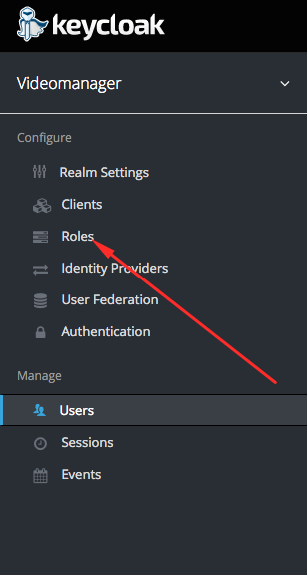 keycloak
Videomanager
Configure
Realm Settings
Clients
Roles
Identity Providers
User Federation
Authentication
Manage
Users
Sessions
Events